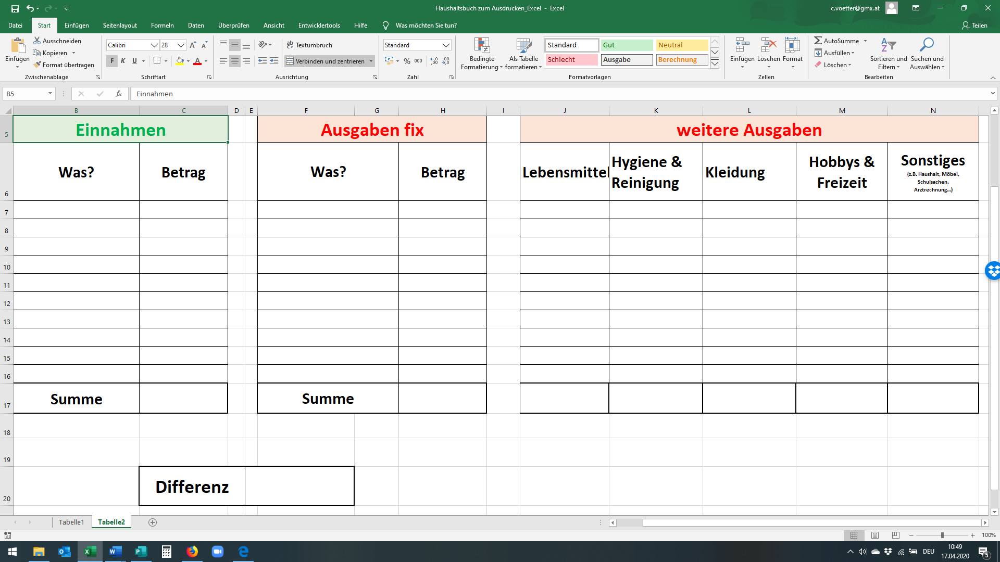 Haushaltsbuch zum Ausdrucken_Excel - Excel
c.voetter@gmx.at
Datei Start Einfügen Seitenlayout Formeln Daten Überprüfen Ansicht Entwicklertools Hilfe Was möchten Sie tun? Teilen
Einfügen
Ausschneiden
Kopieren
Format übertragen
Zwischenablage
Calibri 28 A A
F K U A
Schriftart
ab Textumbruch
Verbinden und zentrieren
Ausrichtung
Standard
% 000
Zahl
Bedingte Formatierung
Als Tabelle formatieren
Standard Gut Neutral
Schlecht Ausgabe Berechnung
Formatvorlagen
Einfügen Löschen Format
Zellen
AutoSumme
Ausfüllen
Löschen
Sortieren und Filtern
Suchen und Auswählen
Bearbeiten
B5 fx Einnahmen
B C D E F G H I J K L M N
5 Einnahmen Ausgaben fix weitere Ausgaben
6 Was? Betrag Was? Betrag Lebensmittel
Hygiene &
Reinigung
Kleidung
Hobbys &
Freizeit
Sonstiges
(z.B. Haushalt, Möbel,
Schulsachen,
Arztrechnung...)
7
8
9
10
11
12
13
14
15
16
17 Summe Summe
18
19
20 Differenz
Tabelle1 Tabelle2
100%
DEU
10:49
17.04.2020
5